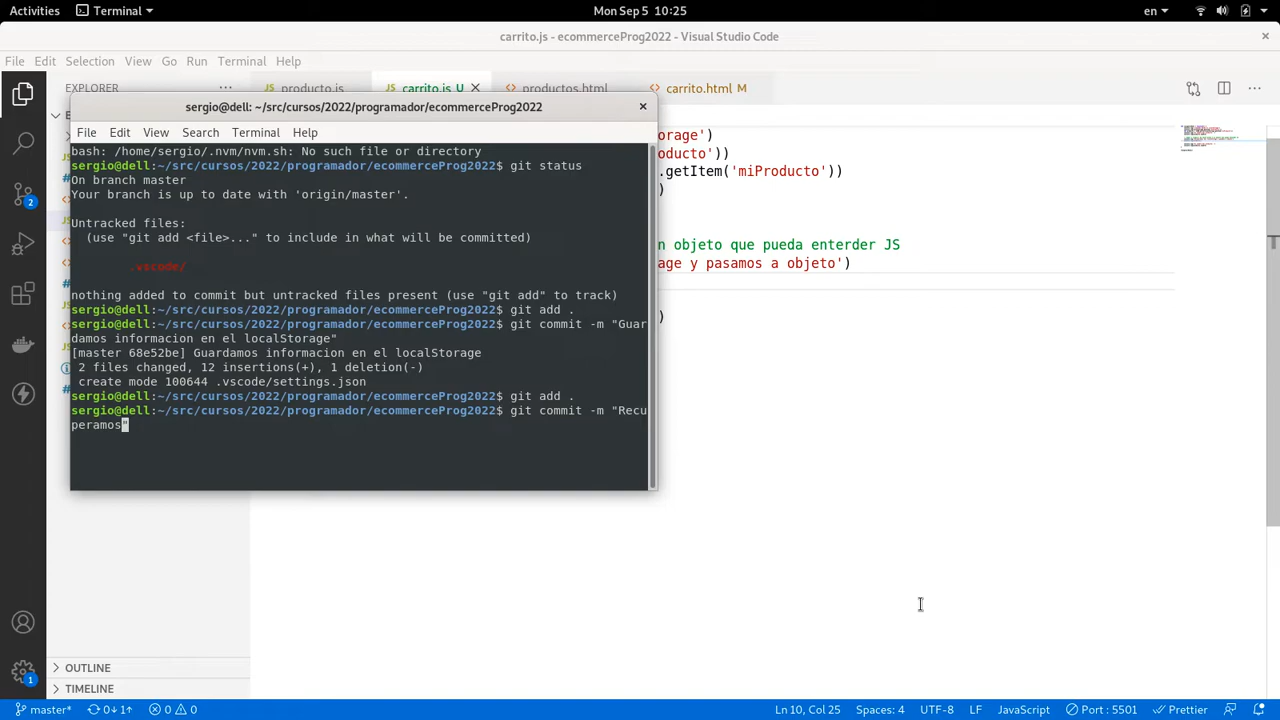 Activities
Terminal
Mon Sep 5 10:25
en
carrito.js - ecommerceProg2022 - Visual Studio Code
File Edit Selection View Go Run Terminal Help
EXPLORER
producto.js
carrito.js U
productos.html
carrito.html M
sergio@dell: ~/src/cursos/2022/programador/ecommerceProg2022
File Edit View Search Terminal Help
bash: /home/sergio/.nvm/nvm.sh: No such file or directory
sergio@dell:~/src/cursos/2022/programador/ecommerceProg2022$ git status
On branch master
Your branch is up to date with 'origin/master'.
Untracked files:
(use "git add <file>..." to include in what will be committed)
.vscode/
nothing added to commit but untracked files present (use "git add" to track)
sergio@dell:~/src/cursos/2022/programador/ecommerceProg2022$ git add .
sergio@dell:~/src/cursos/2022/programador/ecommerceProg2022$ git commit -m "Guar
damos informacion en el localStorage"
[master 68e52be] Guardamos informacion en el localStorage
2 files changed, 12 insertions(+), 1 deletion(-)
create mode 100644 .vscode/settings.json
sergio@dell:~/src/cursos/2022/programador/ecommerceProg2022$ git add .
sergio@dell:~/src/cursos/2022/programador/ecommerceProg2022$ git commit -m "Recu
peramos"
orage')
oducto'))
.getItem('miProducto'))
)
n objeto que pueda enterder JS
age y pasamos a objeto')
)
2
1
OUTLINE
TIMELINE
master* 0↓ 1↑ 0 0
Ln 10, Col 25 Spaces: 4 UTF-8 LF JavaScript Port : 5501 Prettier